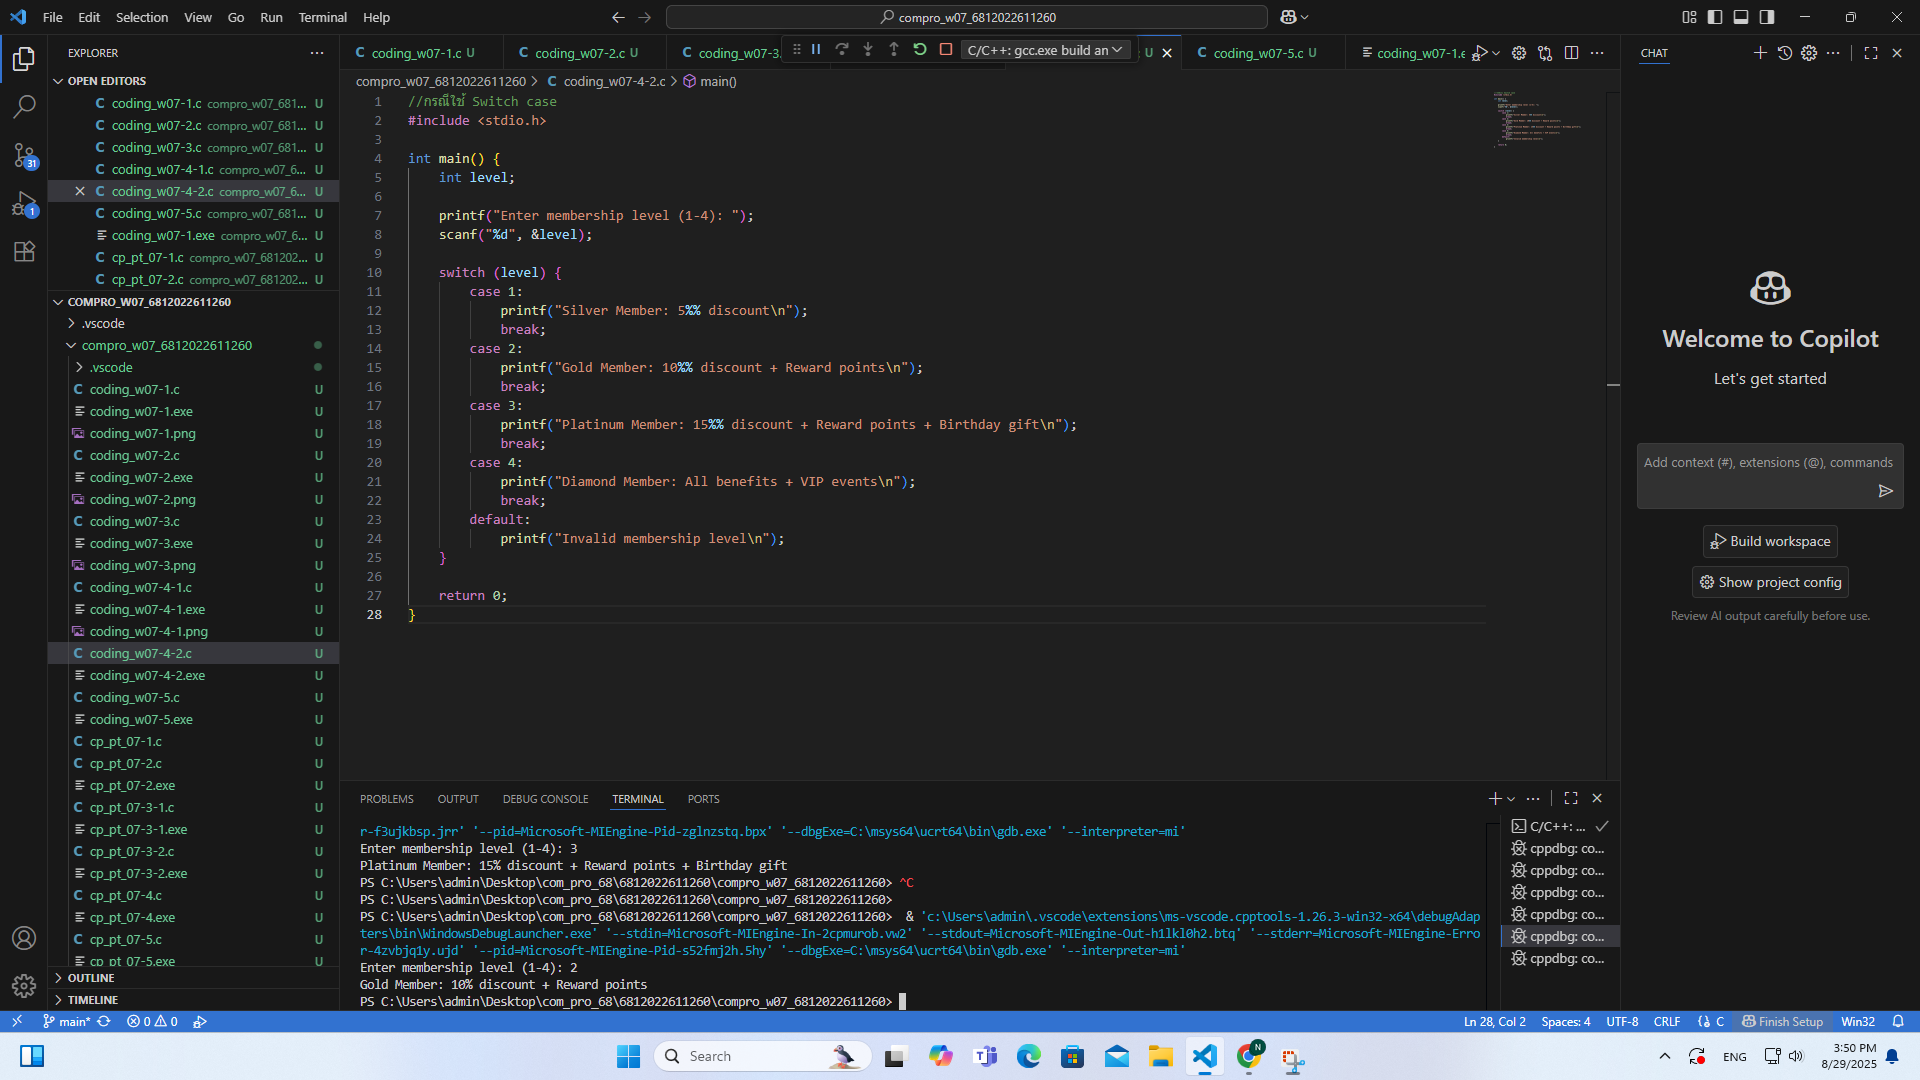 File Edit Selection View Go Run Terminal Help
compro_w07_6812022611260
EXPLORER
OPEN EDITORS
coding_w07-1.c compro_w07_681... U
coding_w07-2.c compro_w07_681... U
coding_w07-3.c compro_w07_681... U
coding_w07-4-1.c compro_w07_6... U
coding_w07-4-2.c compro_w07_6... U
coding_w07-5.c compro_w07_681... U
coding_w07-1.exe compro_w07_6... U
cp_pt_07-1.c compro_w07_681202... U
cp_pt_07-2.c compro_w07_681202... U
COMPRO_W07_6812022611260
.vscode
compro_w07_6812022611260
.vscode
coding_w07-1.c U
coding_w07-1.exe U
coding_w07-1.png U
coding_w07-2.c U
coding_w07-2.exe U
coding_w07-2.png U
coding_w07-3.c U
coding_w07-3.exe U
coding_w07-3.png U
coding_w07-4-1.c U
coding_w07-4-1.exe U
coding_w07-4-1.png U
coding_w07-4-2.c U
coding_w07-4-2.exe U
coding_w07-5.c U
coding_w07-5.exe U
cp_pt_07-1.c U
cp_pt_07-2.c U
cp_pt_07-2.exe U
cp_pt_07-3-1.c U
cp_pt_07-3-1.exe U
cp_pt_07-3-2.c U
cp_pt_07-3-2.exe U
cp_pt_07-4.c U
cp_pt_07-4.exe U
cp_pt_07-5.c U
cp_pt_07-5.exe U
OUTLINE
TIMELINE
31
1
coding_w07-1.c U coding_w07-2.c U coding_w07-3. C/C++: gcc.exe build an U coding_w07-5.c U coding_w07-1.e
compro_w07_6812022611260 > coding_w07-4-2.c > main()
1 //กรณีใช้ Switch case
2 #include <stdio.h>
3
4 int main() {
5 int level;
6
7 printf("Enter membership level (1-4): ");
8 scanf("%d", &level);
9
10 switch (level) {
11 case 1:
12 printf("Silver Member: 5%% discount\n");
13 break;
14 case 2:
15 printf("Gold Member: 10%% discount + Reward points\n");
16 break;
17 case 3:
18 printf("Platinum Member: 15%% discount + Reward points + Birthday gift\n");
19 break;
20 case 4:
21 printf("Diamond Member: All benefits + VIP events\n");
22 break;
23 default:
24 printf("Invalid membership level\n");
25 }
26
27 return 0;
28 }
PROBLEMS OUTPUT DEBUG CONSOLE TERMINAL PORTS
r-f3ujkbsp.jrr' '--pid=Microsoft-MIEngine-Pid-zglnzstq.bpx' '--dbgExe=C:\msys64\ucrt64\bin\gdb.exe' '--interpreter=mi'
Enter membership level (1-4): 3
Platinum Member: 15% discount + Reward points + Birthday gift
PS C:\Users\admin\Desktop\com_pro_68\6812022611260\compro_w07_6812022611260> ^C
PS C:\Users\admin\Desktop\com_pro_68\6812022611260\compro_w07_6812022611260>
PS C:\Users\admin\Desktop\com_pro_68\6812022611260\compro_w07_6812022611260> & 'c:\Users\admin\.vscode\extensions\ms-vscode.cpptools-1.26.3-win32-x64\debugAdap
ters\bin\WindowsDebugLauncher.exe' '--stdin=Microsoft-MIEngine-In-2cpmurob.vw2' '--stdout=Microsoft-MIEngine-Out-h1lkl0h2.btq' '--stderr=Microsoft-MIEngine-Erro
r-4zvbjq1y.ujd' '--pid=Microsoft-MIEngine-Pid-s52fmj2h.5hy' '--dbgExe=C:\msys64\ucrt64\bin\gdb.exe' '--interpreter=mi'
Enter membership level (1-4): 2
Gold Member: 10% discount + Reward points
PS C:\Users\admin\Desktop\com_pro_68\6812022611260\compro_w07_6812022611260>
C/C++: ...
cppdbg: co...
cppdbg: co...
cppdbg: co...
cppdbg: co...
cppdbg: co...
cppdbg: co...
CHAT
Welcome to Copilot
Let's get started
Add context (#), extensions (@), commands
Build workspace
Show project config
Review AI output carefully before use.
main* 0 0
Ln 28, Col 2 Spaces: 4 UTF-8 CRLF {} C Finish Setup Win32
Search
N
ENG
3:50 PM
8/29/2025